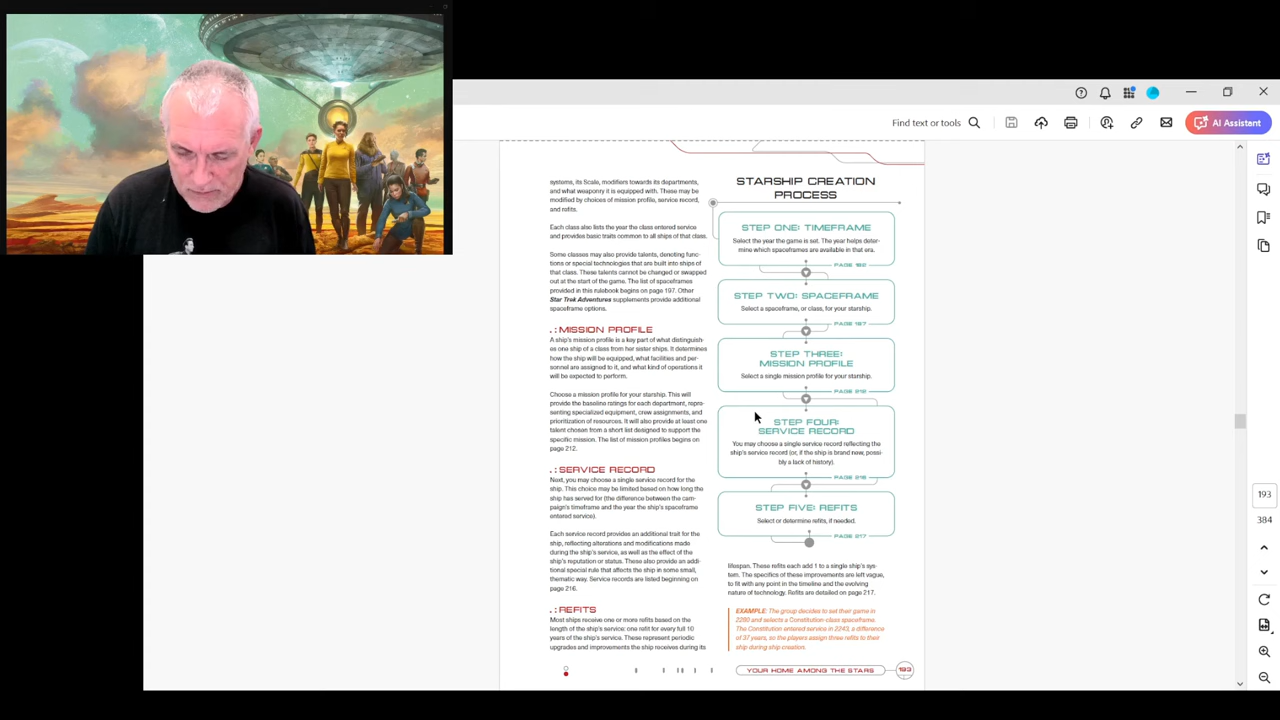 Find text or tools
AI Assistant
systems, its Scale, modifiers towards its departments,
and what weaponry it is equipped with. These may be
modified by choices of mission profile, service record,
and refits.
Each class also lists the year the class entered service
and provides basic traits common to all ships of that class.
Some classes may also provide talents, denoting func-
tions or special technologies that are built into ships of
that class. These talents cannot be changed or swapped
out at the start of the game. The list of spaceframes
provided in this rulebook begins on page 197. Other
Star Trek Adventures supplements provide additional
spaceframe options.
.:MISSION PROFILE
A ship's mission profile is a key part of what distinguish-
es one ship of a class from her sister ships. It determines
how the ship will be equipped, what facilities and per-
sonnel are assigned to it, and what kind of operations it
will be expected to perform.
Choose a mission profile for your starship. This will
provide the baseline ratings for each department, repre-
senting specialized equipment, crew assignments, and
prioritization of resources. It will also provide at least one
talent chosen from a short list designed to support the
specific mission. The list of mission profiles begins on
page 212.
.:SERVICE RECORD
Next, you may choose a single service record for the
ship. This choice may be limited based on how long the
ship has served for (the difference between the cam-
paign's timeframe and the year the ship's spaceframe
entered service).
Each service record provides an additional trait for the
ship, reflecting alterations and modifications made
during the ship's service, as well as the effect of the
ship's reputation or status. These also provide an addi-
tional special rule that affects the ship in some small,
thematic way. Service records are listed beginning on
page 216.
.:REFITS
Most ships receive one or more refits based on the
length of the ship's service: one refit for every full 10
years of the ship's service. These represent periodic
upgrades and improvements the ship receives during its
STARSHIP CREATION
PROCESS
STEP ONE: TIMEFRAME
Select the year the game is set. The year helps deter-
mine which spaceframes are available in that era.
PAGE 192
STEP TWO: SPACEFRAME
Select a spaceframe, or class, for your starship.
PAGE 197
STEP THREE:
MISSION PROFILE
Select a single mission profile for your starship.
PAGE 212
STEP FOUR:
SERVICE RECORD
You may choose a single service record reflecting the
ship's service record (or, if the ship is brand new, possi-
bly a lack of history).
PAGE 216
STEP FIVE: REFITS
Select or determine refits, if needed.
PAGE 217
lifespan. These refits each add 1 to a single ship's sys-
tem. The specifics of these improvements are left vague,
to fit with any point in the timeline and the evolving
nature of technology. Refits are detailed on page 217.
EXAMPLE: The group decides to set their game in
2280 and selects a Constitution-class spaceframe.
The Constitution entered service in 2243, a difference
of 37 years, so the players assign three refits to their
ship during ship creation.
YOUR HOME AMONG THE STARS
193
193
384